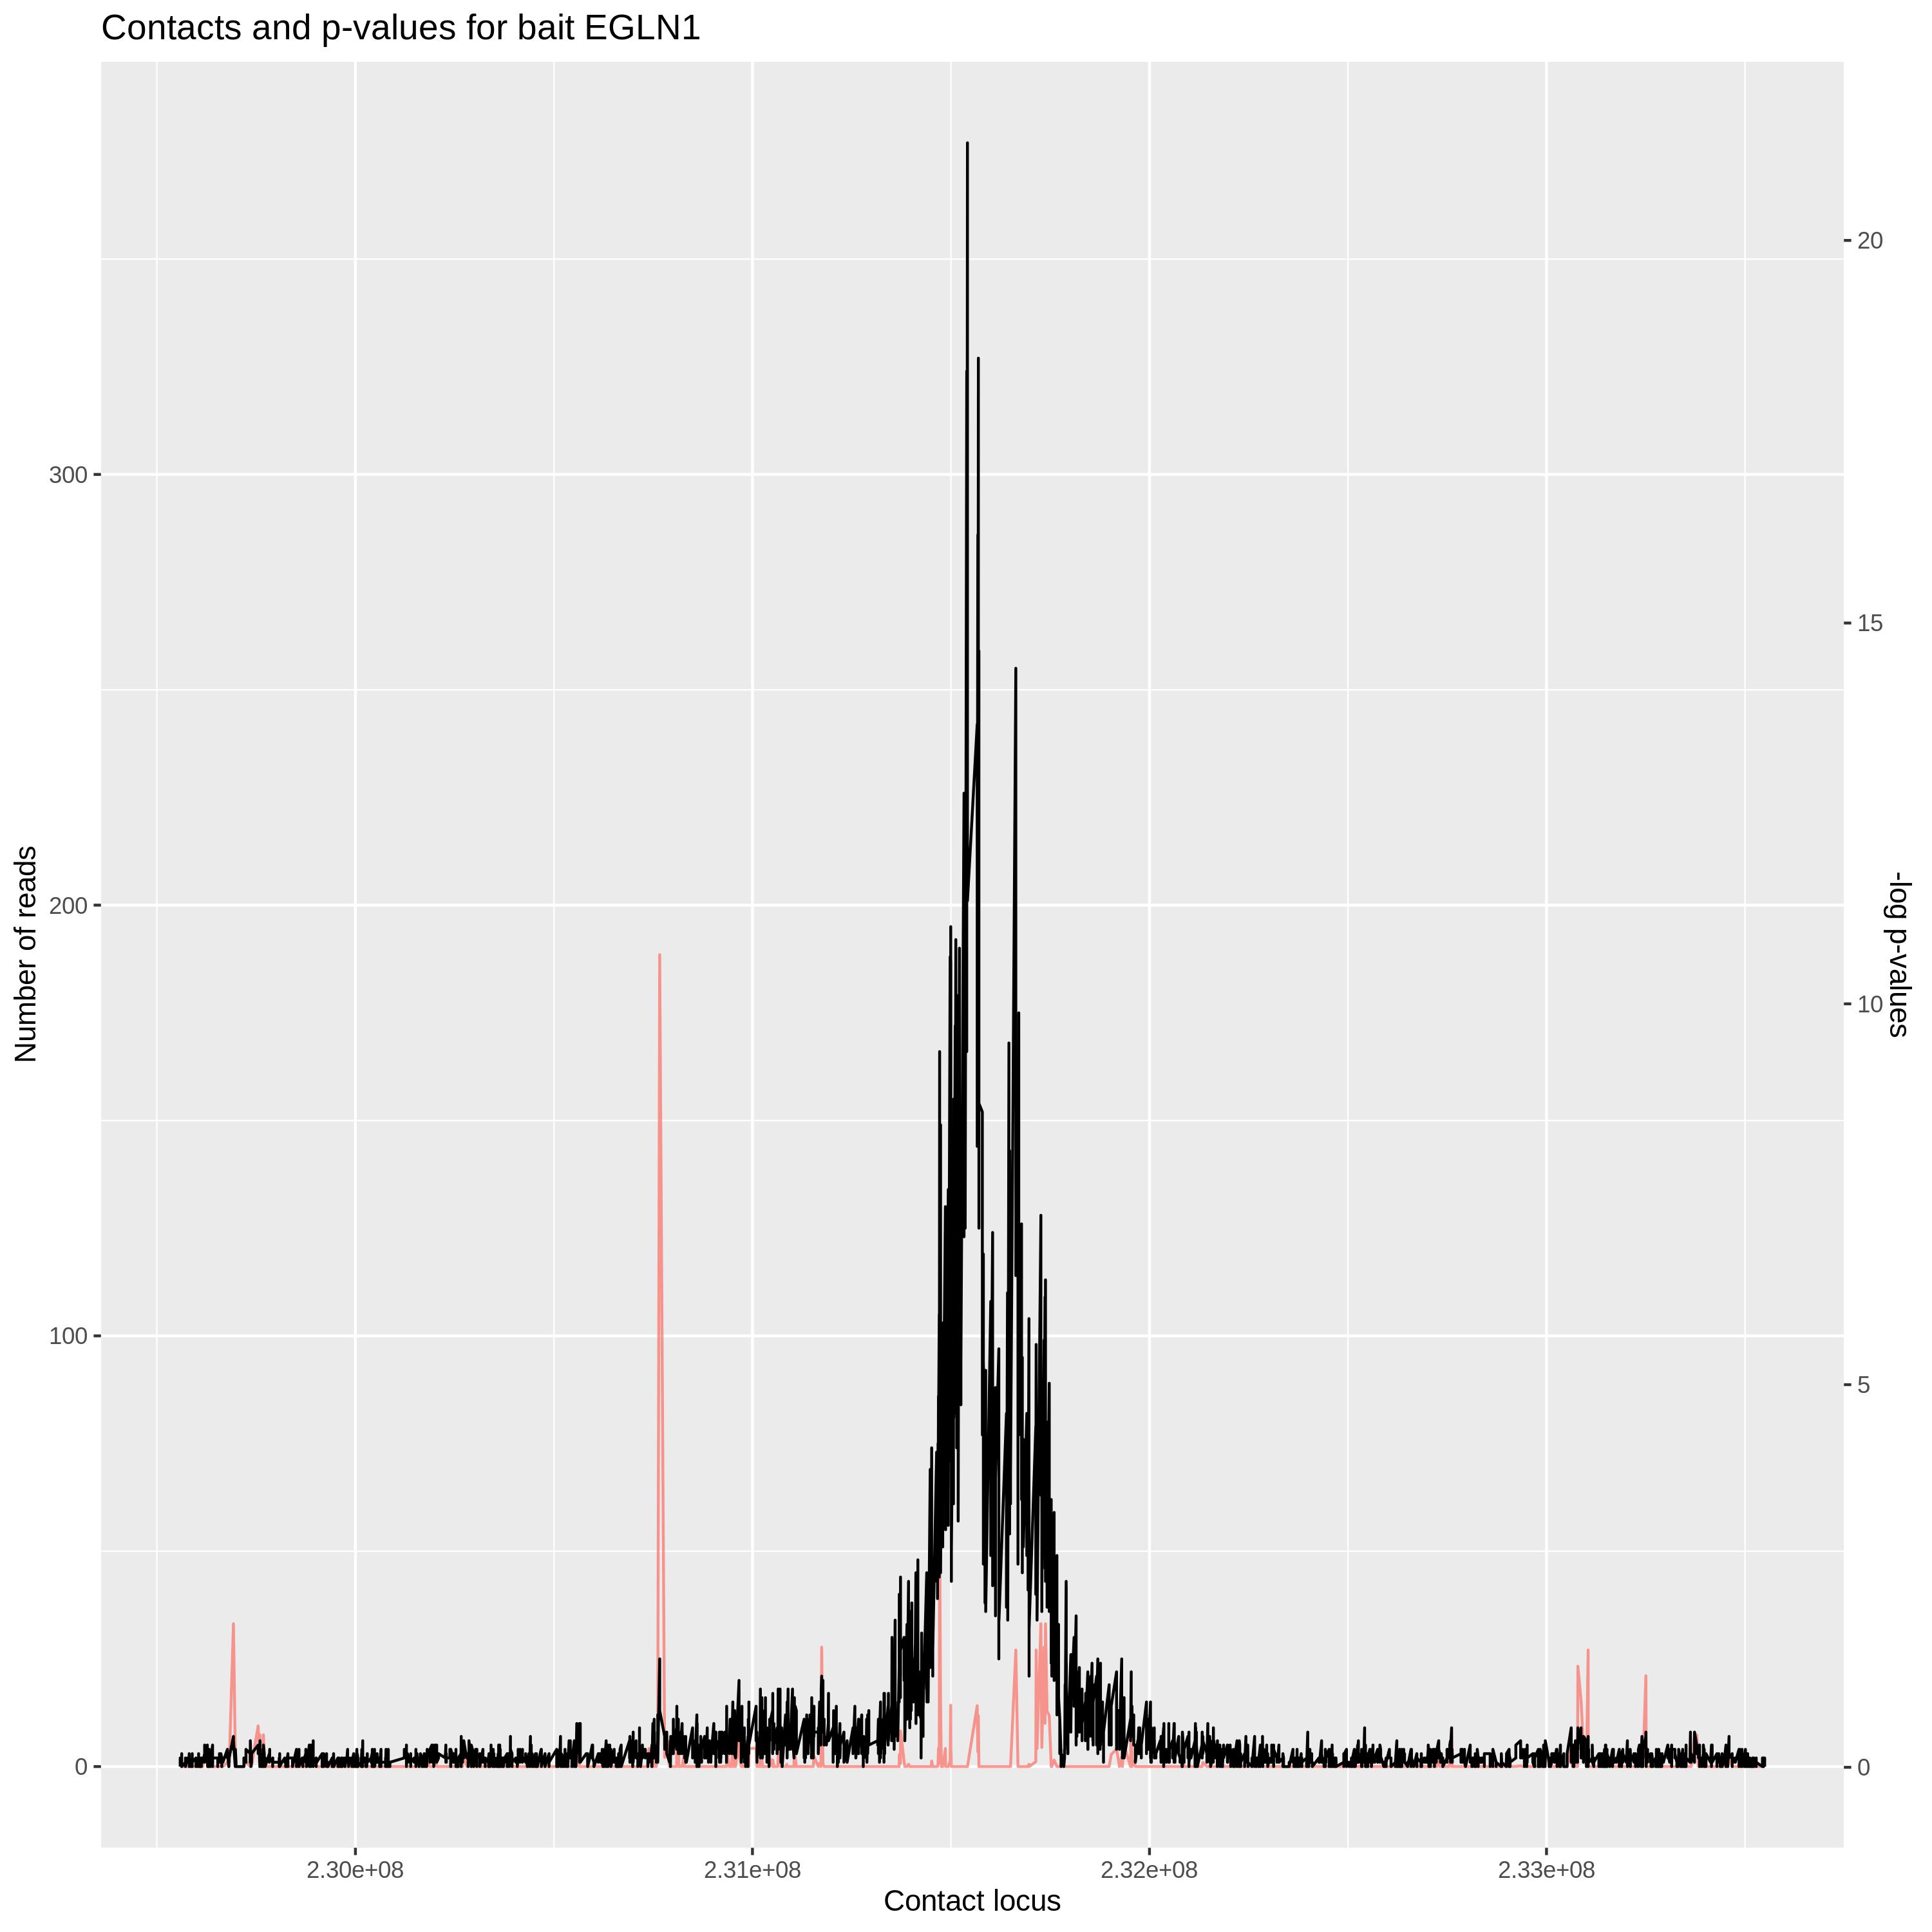 Contacts and p-values for bait EGLN1
Number of reads
300
200
100
0
20
15
10
5
0
-log p-values
2.30e+08
2.31e+08
2.32e+08
2.33e+08
Contact locus